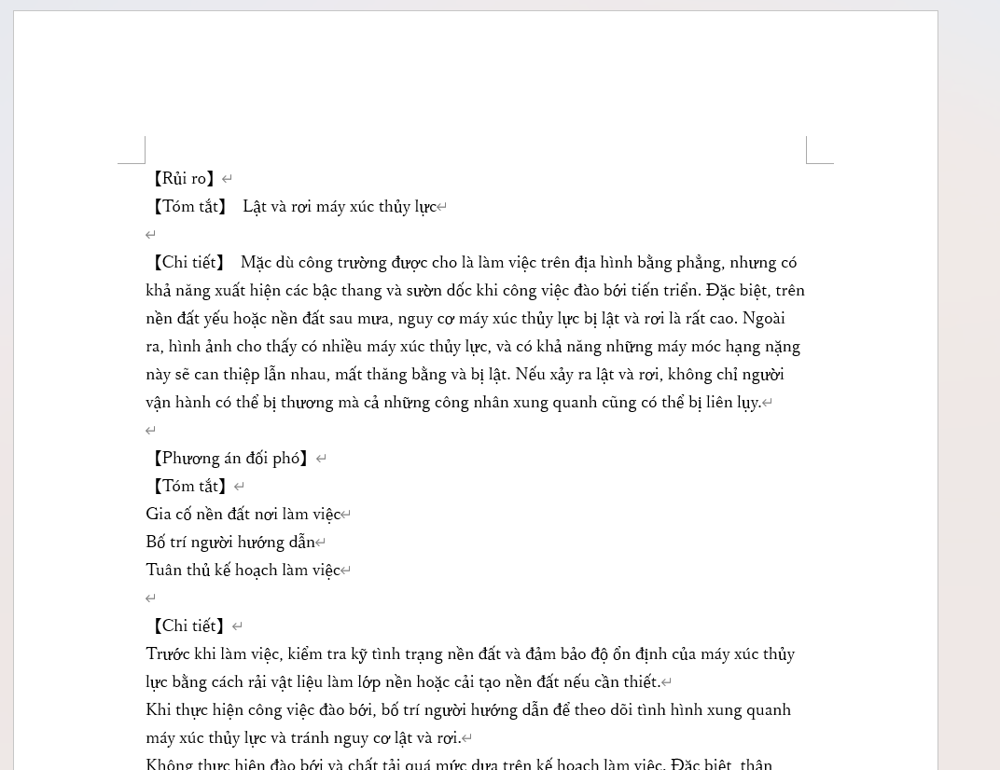 【Rủi ro】
【Tóm tắt】 Lật và rơi máy xúc thủy lực
【Chi tiết】 Mặc dù công trường được cho là làm việc trên địa hình bằng phẳng, nhưng có
khả năng xuất hiện các bậc thang và sườn dốc khi công việc đào bới tiến triển. Đặc biệt, trên
nền đất yếu hoặc nền đất sau mưa, nguy cơ máy xúc thủy lực bị lật và rơi là rất cao. Ngoài
ra, hình ảnh cho thấy có nhiều máy xúc thủy lực, và có khả năng những máy móc hạng nặng
này sẽ can thiệp lẫn nhau, mất thăng bằng và bị lật. Nếu xảy ra lật và rơi, không chỉ người
vận hành có thể bị thương mà cả những công nhân xung quanh cũng có thể bị liên lụy.
【Phương án đối phó】
【Tóm tắt】
Gia cố nền đất nơi làm việc
Bố trí người hướng dẫn
Tuân thủ kế hoạch làm việc
【Chi tiết】
Trước khi làm việc, kiểm tra kỹ tình trạng nền đất và đảm bảo độ ổn định của máy xúc thủy
lực bằng cách rải vật liệu làm lớp nền hoặc cải tạo nền đất nếu cần thiết.
Khi thực hiện công việc đào bới, bố trí người hướng dẫn để theo dõi tình hình xung quanh
máy xúc thủy lực và tránh nguy cơ lật và rơi.
Không thực hiện đào bới và chất tải quá mức dựa trên kế hoạch làm việc. Đặc biệt, thận